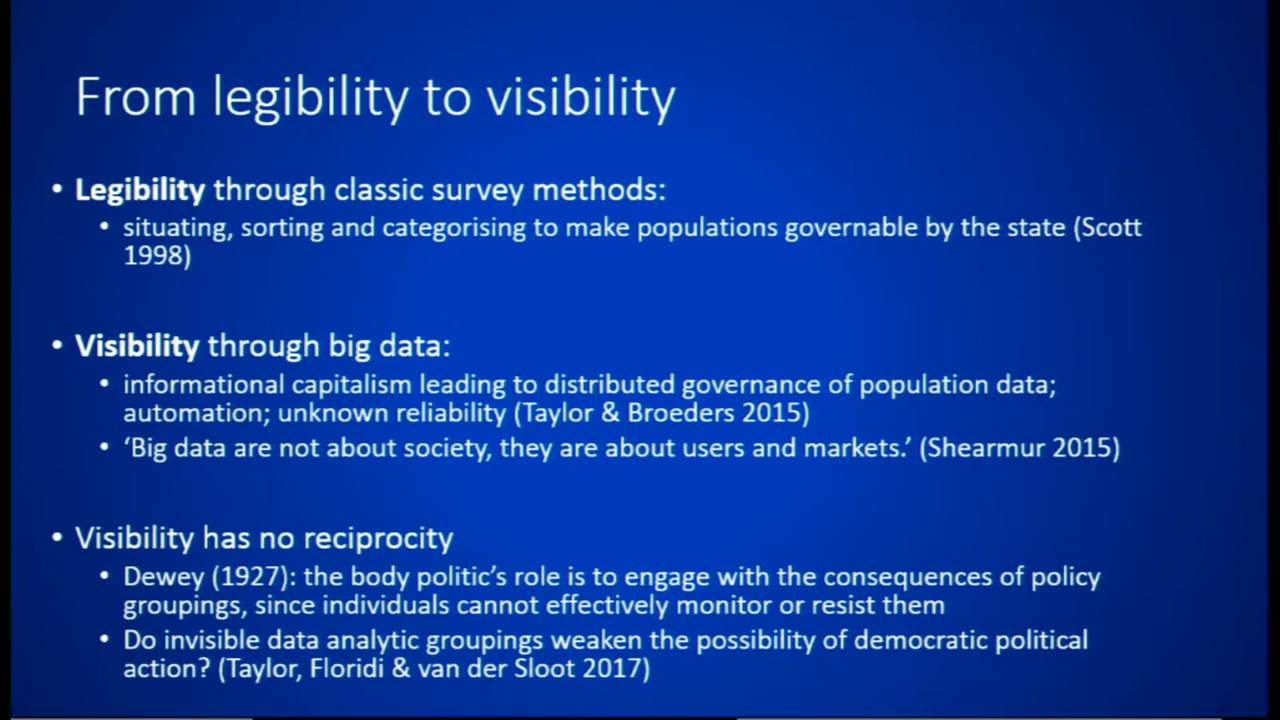 From legibility to visibility
• Legibility through classic survey methods:
• situating, sorting and categorising to make populations governable by the state (Scott
1998)
• Visibility through big data:
• informational capitalism leading to distributed governance of population data;
automation; unknown reliability (Taylor & Broeders 2015)
• ‘Big data are not about society, they are about users and markets.’ (Shearmur 2015)
• Visibility has no reciprocity
• Dewey (1927): the body politic’s role is to engage with the consequences of policy
groupings, since individuals cannot effectively monitor or resist them
• Do invisible data analytic groupings weaken the possibility of democratic political
action? (Taylor, Floridi & van der Sloot 2017)